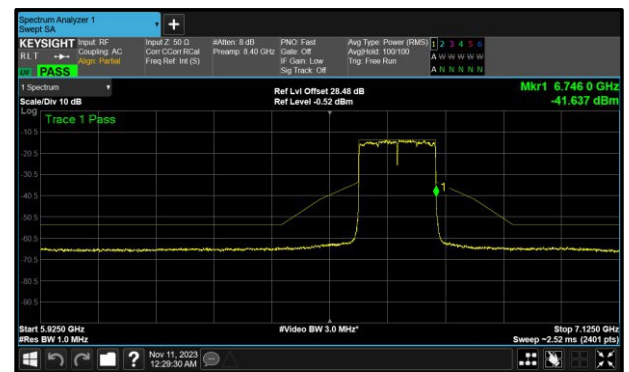 Spectrum Analyzer 1
Swept SA
+
KEYSIGHT Input: RF Input Z: 50 Ω #Atten: 8 dB PNO: Fast Avg Type: Power (RMS) 1 2 3 4 5 6
RLT Coupling: AC Corr CCorr RCal Preamp: 8.40 GHz Gate: Off Avg|Hold: 100/100 A W W W W W
Align: Partial Freq Ref: Int (S) IF Gain: Low Trig: Free Run
PASS Sig Track: Off A N N N N N
1 Spectrum Ref Lvl Offset 28.48 dB Mkr1 6.746 0 GHz
Scale/Div 10 dB Ref Level -0.52 dBm -41.637 dBm
Log
Trace 1 Pass
-10.5
-20.5
-30.5
1
-40.5
-50.5
-60.5
-70.5
-80.5
-90.5
Start 5.9250 GHz #Video BW 3.0 MHz* Stop 7.1250 GHz
#Res BW 1.0 MHz Sweep ~2.52 ms (2401 pts)
? Nov 11, 2023
12:29:30 AM